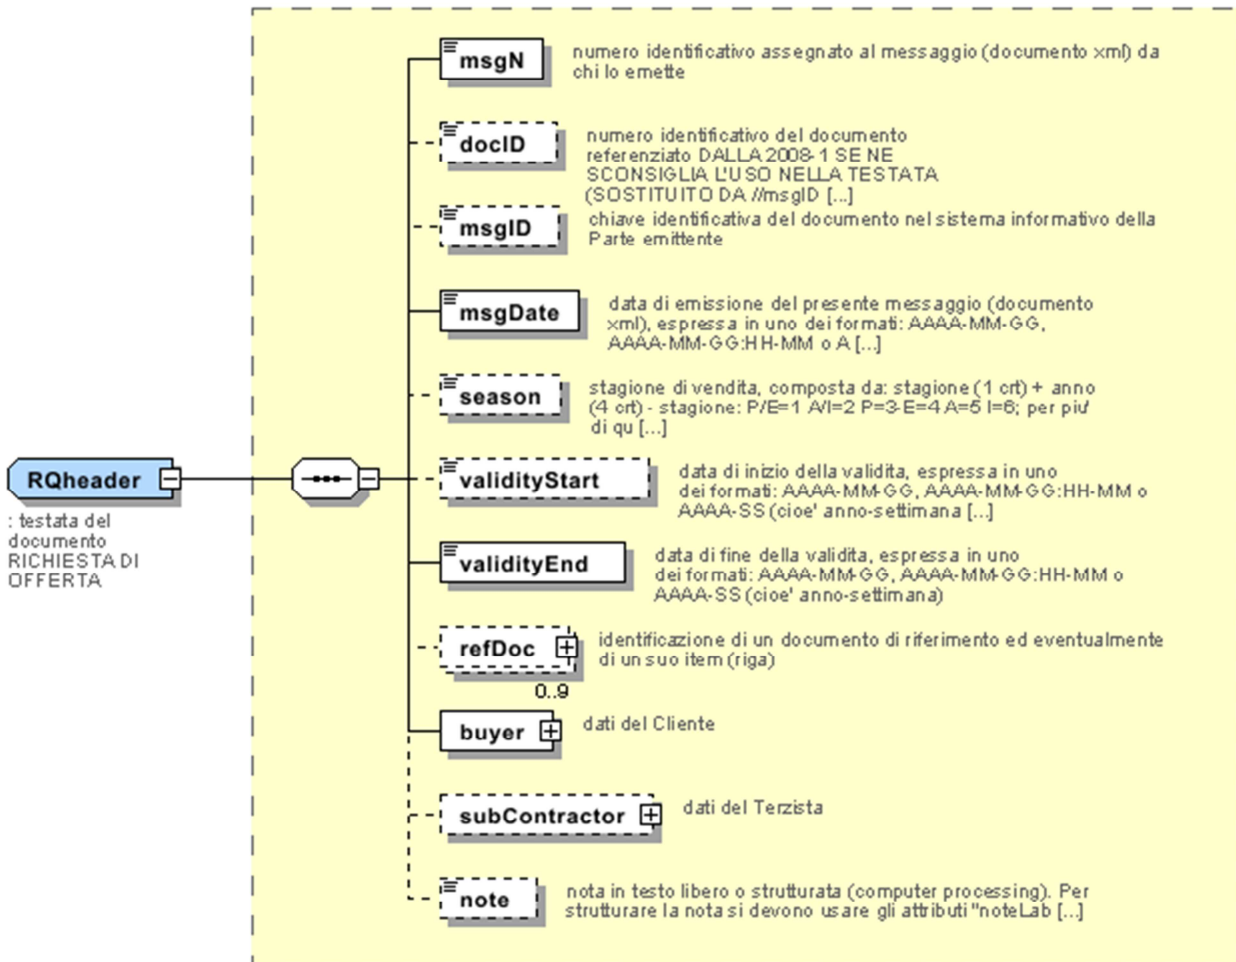 msgN
numero identificativo assegnato al messaggio (documento xml) da
chi lo emette
docID
numero identificativo del documento
referenziato DALLA 2008-1 SE NE
SCONSIGLIA L'USO NELLA TESTATA
(SOSTITUITO DA //msgID [...]
msgID
chiave identificativa del documento nel sistema informativo della
Parte emittente
msgDate
data di emissione del presente messaggio (documento
xml), espressa in uno dei formati: AAAA-MM-GG,
AAAA-MM-GG:HH-MM o A [...]
season
stagione di vendita, composta da: stagione (1 crt) + anno
(4 crt) - stagione: P/E=1 A/I=2 P=3 E=4 A=5 I=6; per piu'
di qu [...]
RQheader
: testata del
documento
RICHIESTA DI
OFFERTA
validityStart
data di inizio della validita, espressa in uno
dei formati: AAAA-MM-GG, AAAA-MM-GG:HH-MM o
AAAA-SS (cioe' anno-settimana [...]
validityEnd
data di fine della validita, espressa in uno
dei formati: AAAA-MM-GG, AAAA-MM-GG:HH-MM o
AAAA-SS (cioe' anno-settimana)
refDoc
identificazione di un documento di riferimento ed eventualmente
di un suo item (riga)
0..9
buyer
dati del Cliente
subContractor
dati del Terzista
note
nota in testo libero o strutturata (computer processing). Per
strutturare la nota si devono usare gli attributi "noteLab [...]